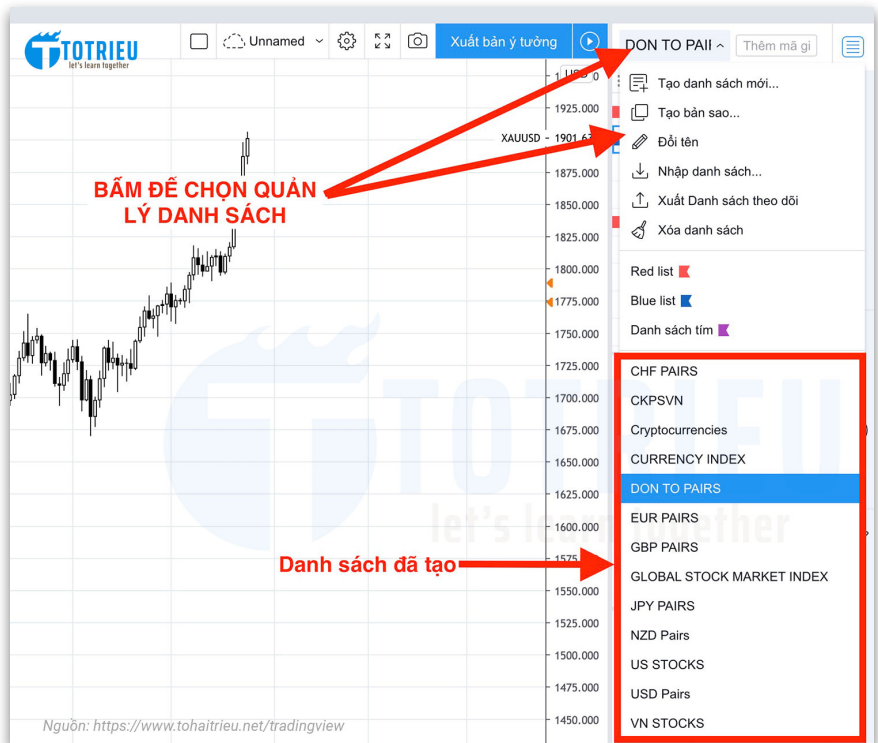 TOTRIEU
let's learn together
Unnamed
Xuất bản ý tưởng
DON TO PAII
Thêm mã gi
Tạo danh sách mới...
Tạo bản sao...
Đổi tên
Nhập danh sách...
Xuất Danh sách theo dõi
Xóa danh sách
Red list
Blue list
Danh sách tím
CHF PAIRS
CKPSVN
Cryptocurrencies
CURRENCY INDEX
DON TO PAIRS
EUR PAIRS
GBP PAIRS
GLOBAL STOCK MARKET INDEX
JPY PAIRS
NZD Pairs
US STOCKS
USD Pairs
VN STOCKS
USD
1925.000
XAUUSD
1875.000
1850.000
1825.000
1800.000
1775.000
1750.000
1725.000
1700.000
1675.000
1650.000
1625.000
1600.000
1550.000
1525.000
1500.000
1475.000
1450.000
BẤM ĐỂ CHỌN QUẢN
LÝ DANH SÁCH
Danh sách đã tạo
TOTRIEU
let's learn together
Nguồn: https://www.tohaitrieu.net/tradingview